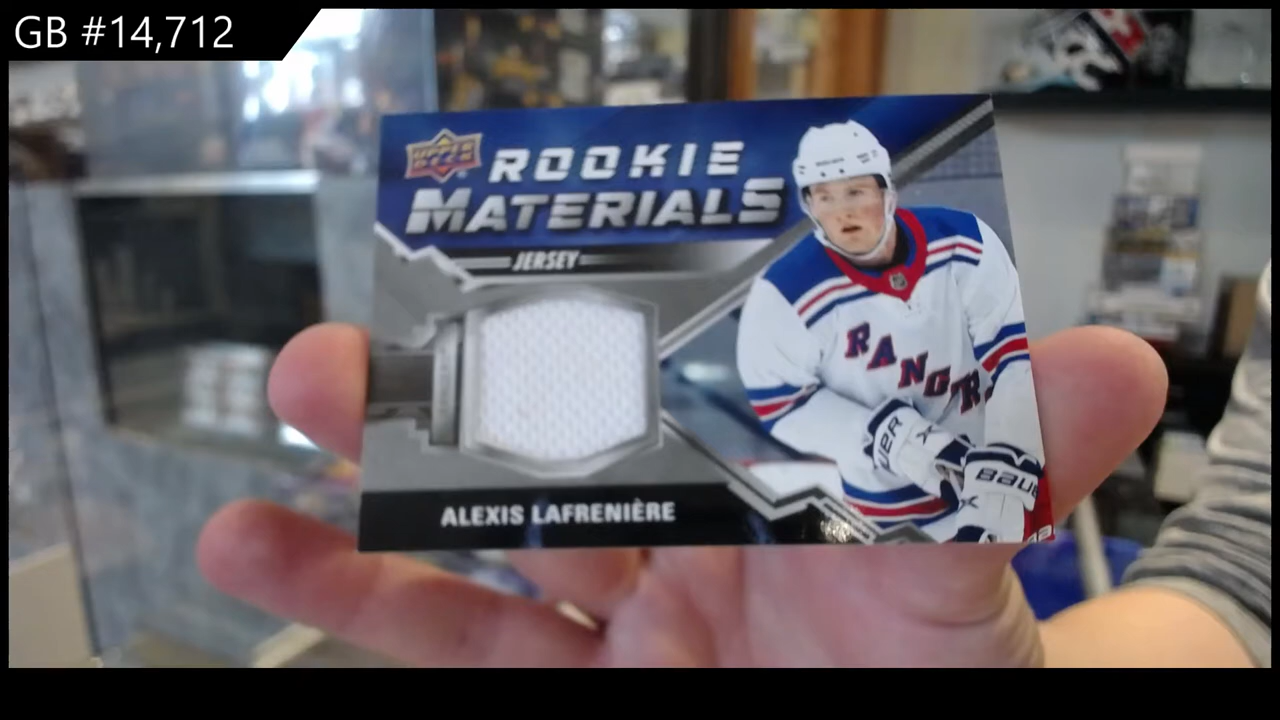 GB #14,712
UPPER DECK
ROOKIE
MATERIALS
JERSEY
RANGERS
BAUER
ALEXIS LAFRENIÈRE